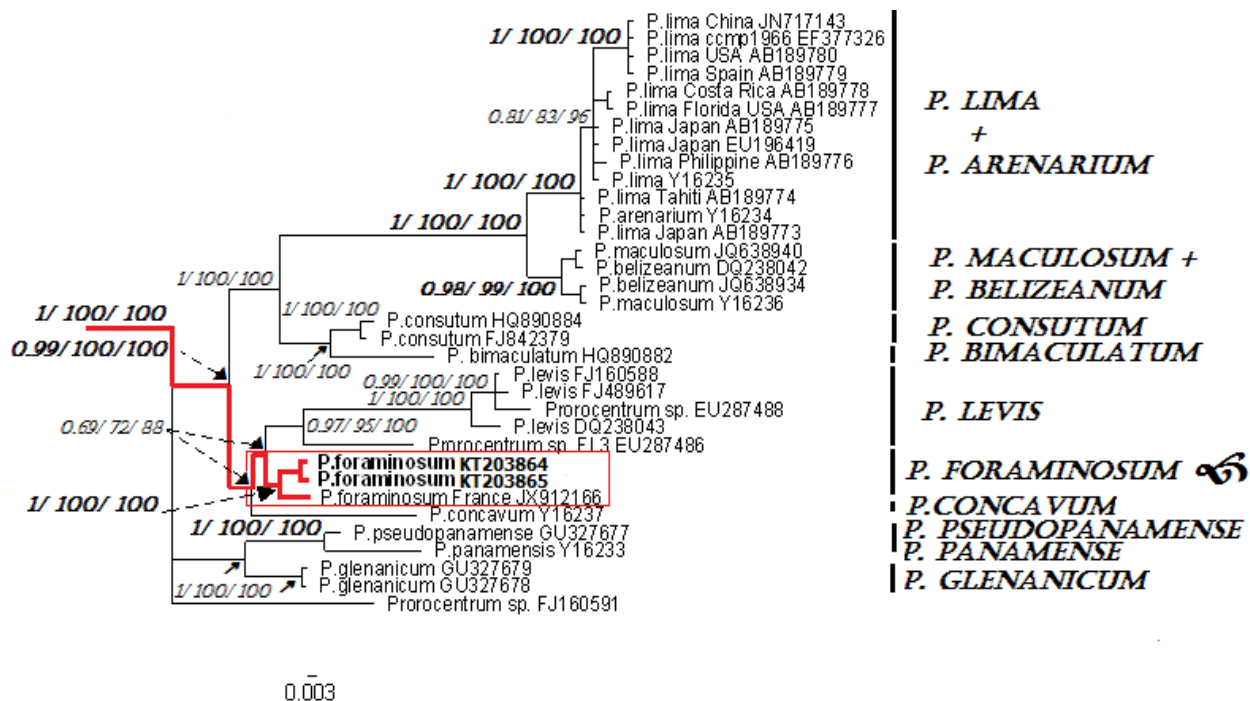 P.lima China JN717143
1/ 100/ 100
P.lima ccmp1966 EF377326
P.lima USA AB189780
P.lima Spain AB189779
P.lima Costa Rica AB189778
P.lima Florida USA AB189777
0.81/ 83/ 96
P.lima Japan AB189775
P.lima Japan EU196419
P.lima Philippine AB189776
P.lima Y16235
1/ 100/ 100
P.lima Tahiti AB189774
P.arenarium Y16234
P.lima Japan AB189773
1/ 100/ 100
P.maculosum JQ638940
P.belizeanum DQ238042
P.belizeanum JQ638934
P.maculosum Y16236
0.98/ 99/ 100
1/ 100/ 100
1/ 100/ 100
P.consutum HQ890884
P.consutum FJ842379
P. bimaculatum HQ890882
1/ 100/ 100
1/ 100/ 100
0.99/100/100
P.levis FJ160588
0.99/ 100/ 100
P.levis FJ489617
1/ 100/ 100
Prorocentrum sp. EU287488
P.levis DQ238043
0.97/ 95/ 100
Prorocentrum sp. FL3 EU287486
0.69/ 72/ 88
P.foraminosum KT203864
P.foraminosum KT203865
P.foraminosum France JX912166
1/ 100/ 100
P.concavum Y16237
1/ 100/ 100
P.pseudopanamense GU327677
P.panamensis Y16233
P.glenanicum GU327679
P.glenanicum GU327678
1/ 100/ 100
Prorocentrum sp. FJ160591
0.003
P. LIMA
+
P. ARENARIUM
P. MACULOSUM +
P. BELIZEANUM
P. CONSUTUM
P. BIMACULATUM
P. LEVIS
P. FORAMINOSUM
P.CONCAVUM
P. PSEUDOPANAMENSE
P. PANAMENSE
P. GLENANICUM